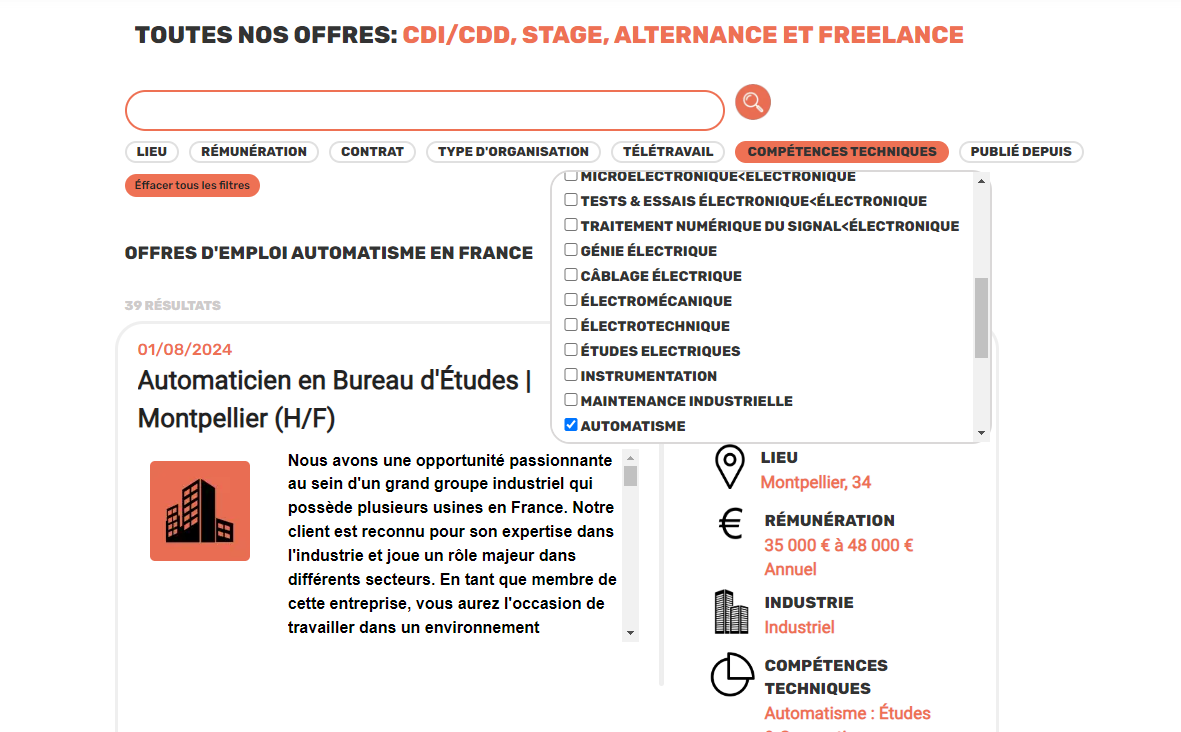 TOUTES NOS OFFRES: CDI/CDD, STAGE, ALTERNANCE ET FREELANCE
LIEU
RÉMUNÉRATION
CONTRAT
TYPE D'ORGANISATION
TÉLÉTRAVAIL
COMPÉTENCES TECHNIQUES
PUBLIÉ DEPUIS
Éffacer tous les filtres
MICROÉLECTRONIQUE<ÉLECTRONIQUE
TESTS & ESSAIS ÉLECTRONIQUE<ÉLECTRONIQUE
TRAITEMENT NUMÉRIQUE DU SIGNAL<ÉLECTRONIQUE
GÉNIE ÉLECTRIQUE
CÂBLAGE ÉLECTRIQUE
ÉLECTROMÉCANIQUE
ÉLECTROTECHNIQUE
ÉTUDES ELECTRIQUES
INSTRUMENTATION
MAINTENANCE INDUSTRIELLE
AUTOMATISME
OFFRES D'EMPLOI AUTOMATISME EN FRANCE
39 RÉSULTATS
01/08/2024
Automaticien en Bureau d'Études |
Montpellier (H/F)
Nous avons une opportunité passionnante
au sein d'un grand groupe industriel qui
possède plusieurs usines en France. Notre
client est reconnu pour son expertise dans
l'industrie et joue un rôle majeur dans
différents secteurs. En tant que membre de
cette entreprise, vous aurez l'occasion de
travailler dans un environnement
LIEU
Montpellier, 34
RÉMUNÉRATION
35 000 € à 48 000 €
Annuel
INDUSTRIE
Industriel
COMPÉTENCES
TECHNIQUES
Automatisme : Études